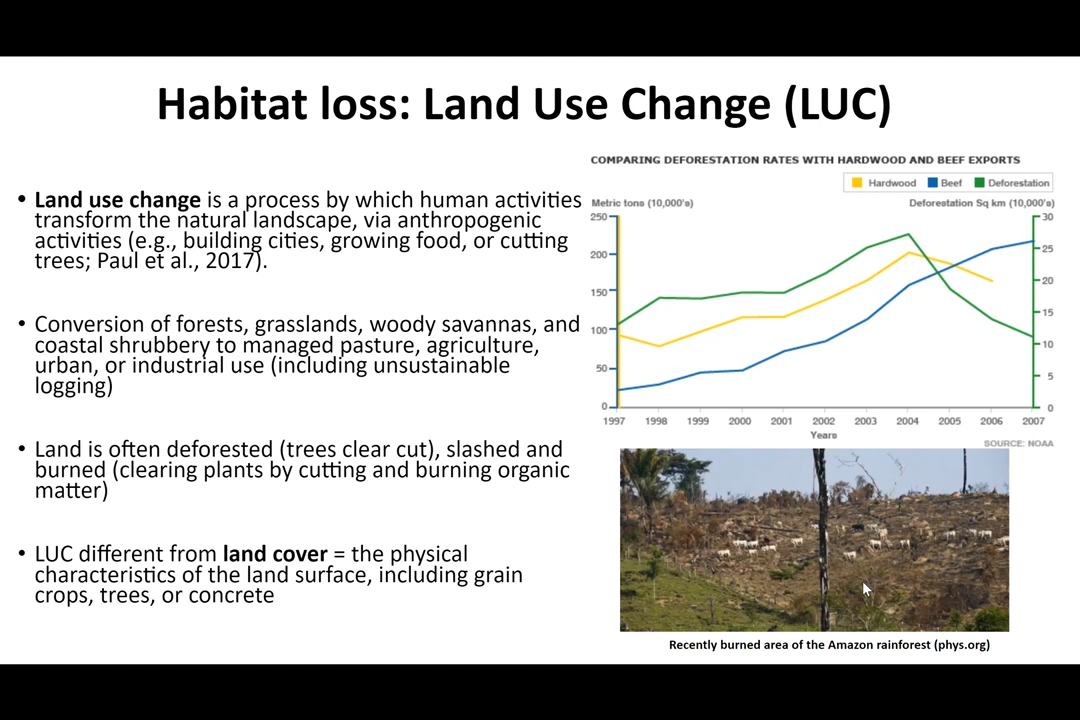 Habitat loss: Land Use Change (LUC)
• Land use change is a process by which human activities
transform the natural landscape, via anthropogenic
activities (e.g., building cities, growing food, or cutting
trees; Paul et al., 2017).
• Conversion of forests, grasslands, woody savannas, and
coastal shrubbery to managed pasture, agriculture,
urban, or industrial use (including unsustainable
logging)
• Land is often deforested (trees clear cut), slashed and
burned (clearing plants by cutting and burning organic
matter)
• LUC different from land cover = the physical
characteristics of the land surface, including grain
crops, trees, or concrete
COMPARING DEFORESTATION RATES WITH HARDWOOD AND BEEF EXPORTS
Hardwood Beef Deforestation
Metric tons (10,000's) Deforestation Sq km (10,000's)
250 30
25
200
20
150
15
100
10
50
5
0 0
1997 1998 1999 2000 2001 2002 2003 2004 2005 2006 2007
Years
SOURCE: NOAA
Recently burned area of the Amazon rainforest (phys.org)